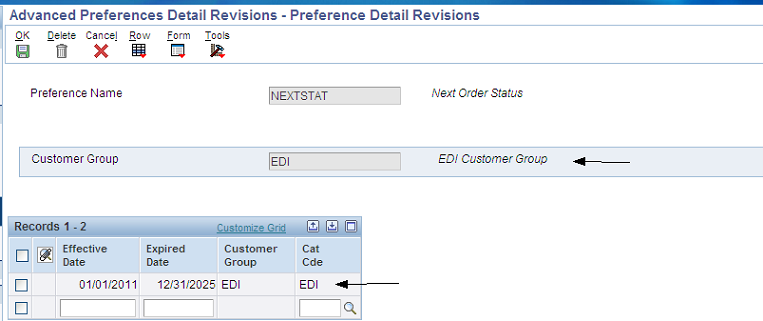 Advanced Preferences Detail Revisions - Preference Detail Revisions
OK Delete Cancel Row Form Tools
Preference Name NEXTSTAT Next Order Status
Customer Group EDI EDI Customer Group
Records 1 - 2 Customize Grid
Effective Date Expired Date Customer Group Cat Cde
01/01/2011 12/31/2025 EDI EDI